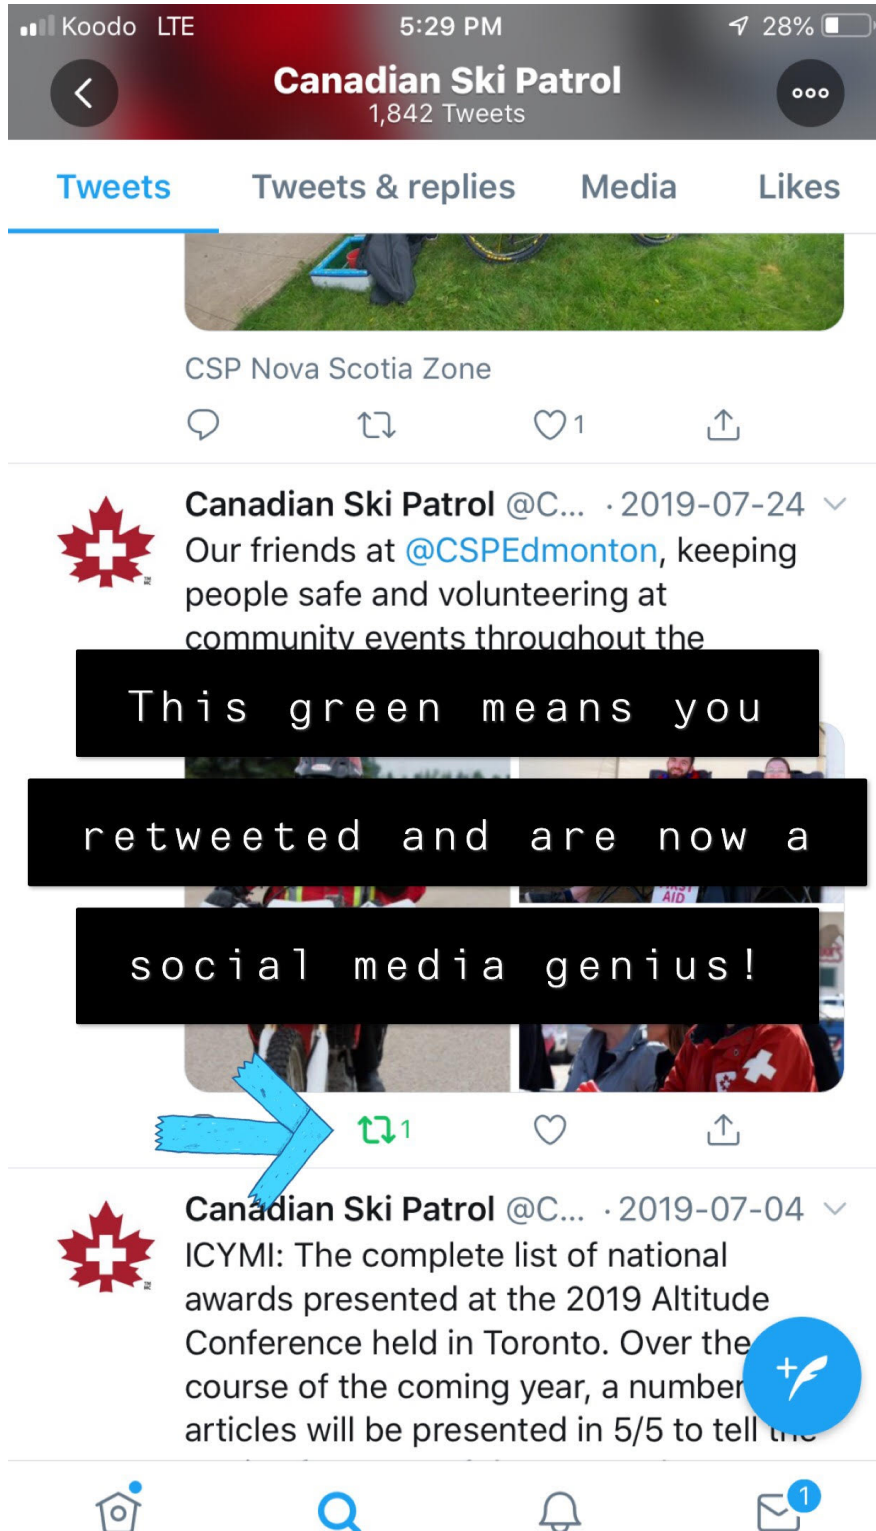 Koodo LTE 5:29 PM 28%
Canadian Ski Patrol
1,842 Tweets
Tweets Tweets & replies Media Likes
CSP Nova Scotia Zone
1
Canadian Ski Patrol @C... · 2019-07-24
Our friends at @CSPEdmonton, keeping
people safe and volunteering at
community events throughout the
This green means you
retweeted and are now a
social media genius!
AID
1
Canadian Ski Patrol @C... · 2019-07-04
ICYMI: The complete list of national
awards presented at the 2019 Altitude
Conference held in Toronto. Over the
course of the coming year, a number
articles will be presented in 5/5 to tell the
1